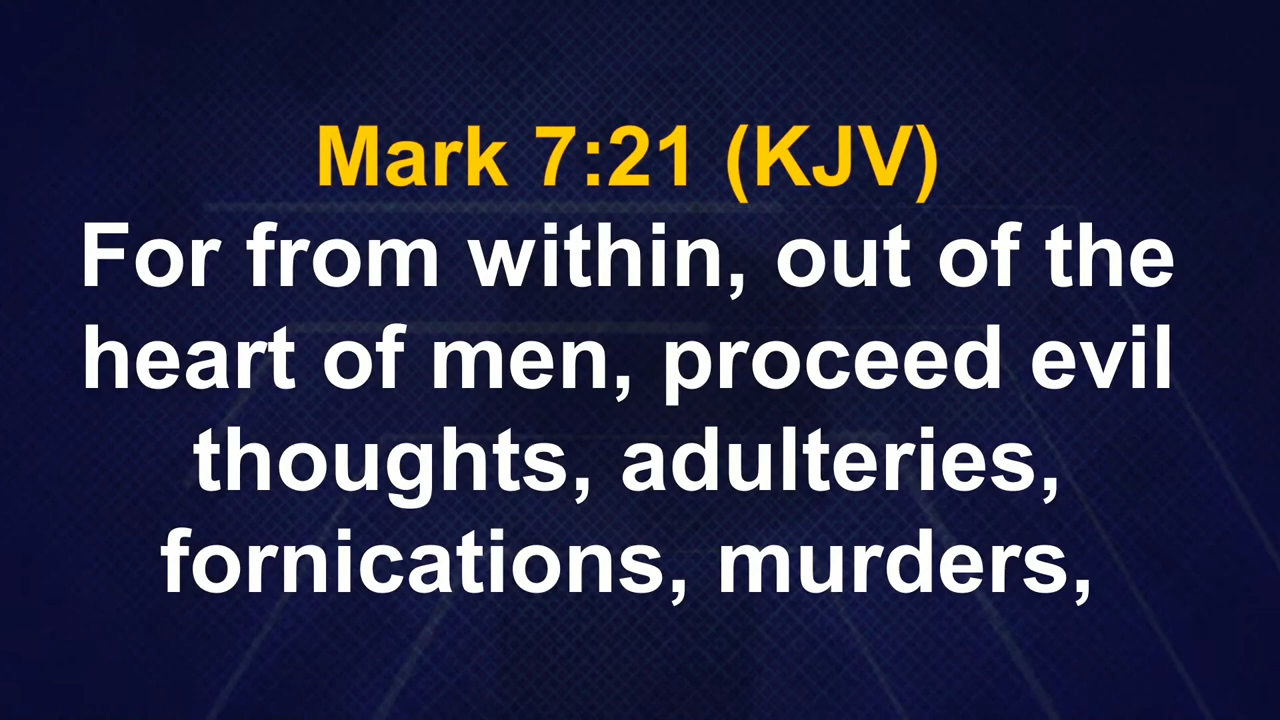 Mark 7:21 (KJV)
For from within, out of the
heart of men, proceed evil
thoughts, adulteries,
fornications, murders,